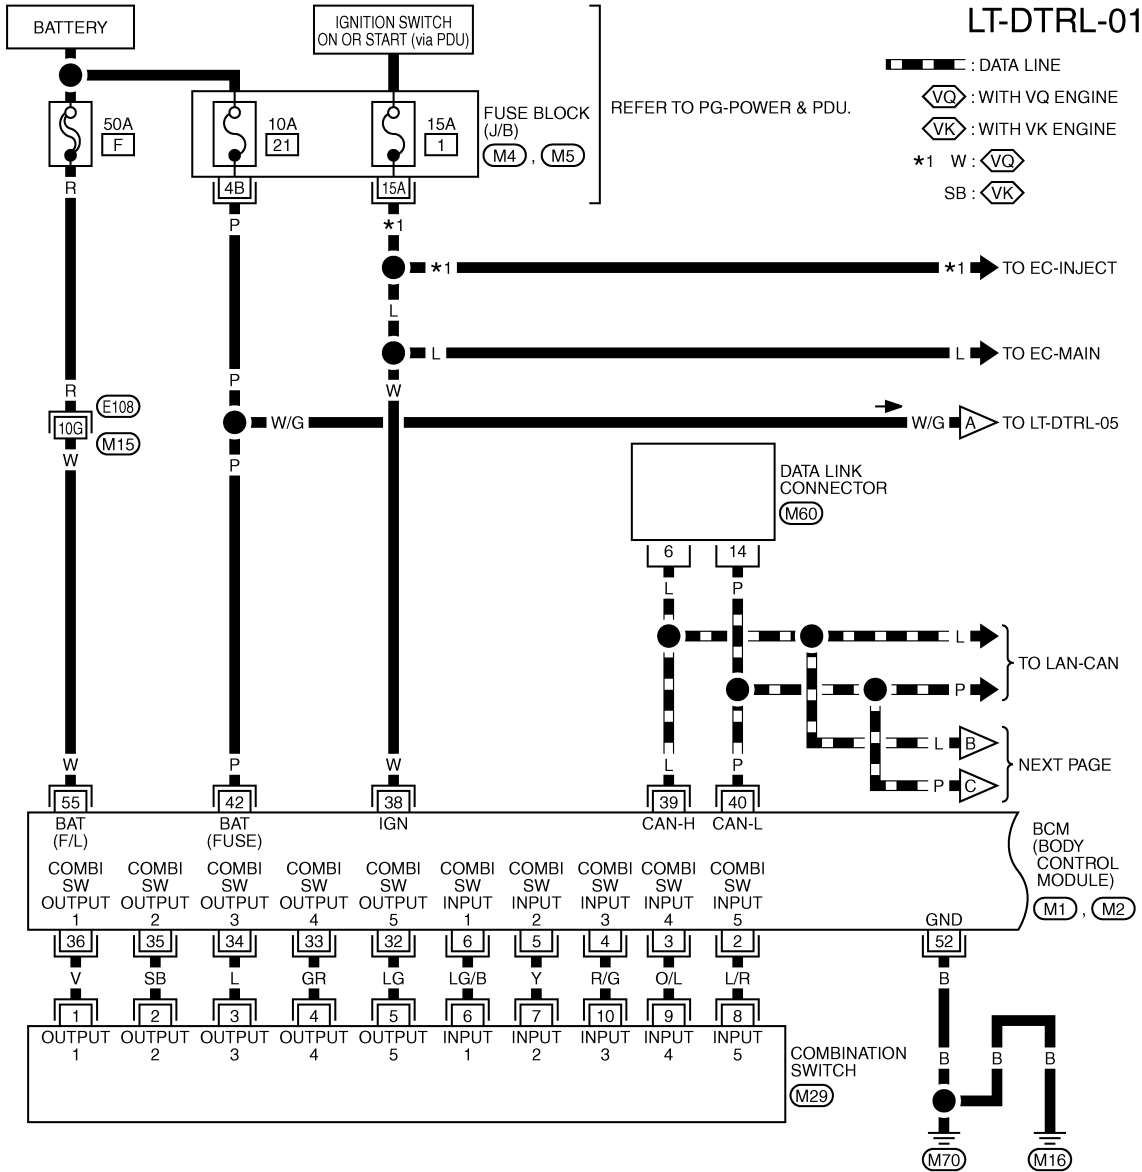 LT-DTRL-01
BATTERY
IGNITION SWITCH
ON OR START (via PDU)
: DATA LINE
VQ : WITH VQ ENGINE
VK : WITH VK ENGINE
*1 W : VQ
SB : VK
50A
F
10A
21
15A
1
FUSE BLOCK
(J/B)
M4 , M5
REFER TO PG-POWER & PDU.
4B
15A
R
P
*1
*1
*1
TO EC-INJECT
L
L
L
TO EC-MAIN
R
P
W
10G
E108
M15
W/G
W/G
A
TO LT-DTRL-05
W
P
DATA LINK
CONNECTOR
M60
6
14
L
P
L
P
TO LAN-CAN
L
B
P
C
NEXT PAGE
W
P
W
L
P
55
42
38
39
40
BAT
(F/L)
BAT
(FUSE)
IGN
CAN-H
CAN-L
BCM
(BODY
CONTROL
MODULE)
M1 , M2
COMBI
SW
OUTPUT
1
COMBI
SW
OUTPUT
2
COMBI
SW
OUTPUT
3
COMBI
SW
OUTPUT
4
COMBI
SW
OUTPUT
5
COMBI
SW
INPUT
1
COMBI
SW
INPUT
2
COMBI
SW
INPUT
3
COMBI
SW
INPUT
4
COMBI
SW
INPUT
5
GND
36
35
34
33
32
6
5
4
3
2
52
V
SB
L
GR
LG
LG/B
Y
R/G
O/L
L/R
B
1
2
3
4
5
6
7
10
9
8
OUTPUT
1
OUTPUT
2
OUTPUT
3
OUTPUT
4
OUTPUT
5
INPUT
1
INPUT
2
INPUT
3
INPUT
4
INPUT
5
COMBINATION
SWITCH
M29
B
B
B
M70
M16